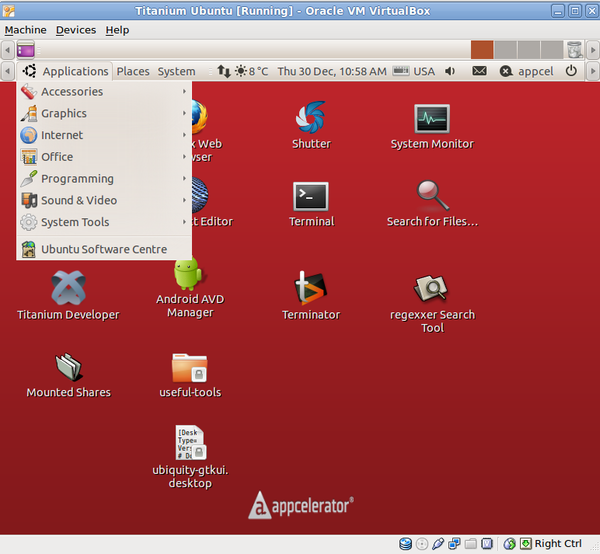 Titanium Ubuntu [Running] - Oracle VM VirtualBox
Machine Devices Help
Applications Places System 8 °C Thu 30 Dec, 10:58 AM USA appcel
Accessories
Graphics
Internet
Office
Programming
Sound & Video
System Tools
Ubuntu Software Centre
x Web
wser
Shutter
System Monitor
ct Editor
Terminal
Search for Files...
Titanium Developer
Android AVD
Manager
Terminator
regexxer Search
Tool
Mounted Shares
useful-tools
[Desk
Type=
Vers
# Do
ubiquity-gtkui.
desktop
appcelerator®
Right Ctrl